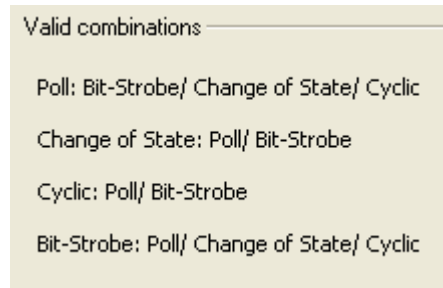 Valid combinations
Poll: Bit-Strobe/ Change of State/ Cyclic
Change of State: Poll/ Bit-Strobe
Cyclic: Poll/ Bit-Strobe
Bit-Strobe: Poll/ Change of State/ Cyclic